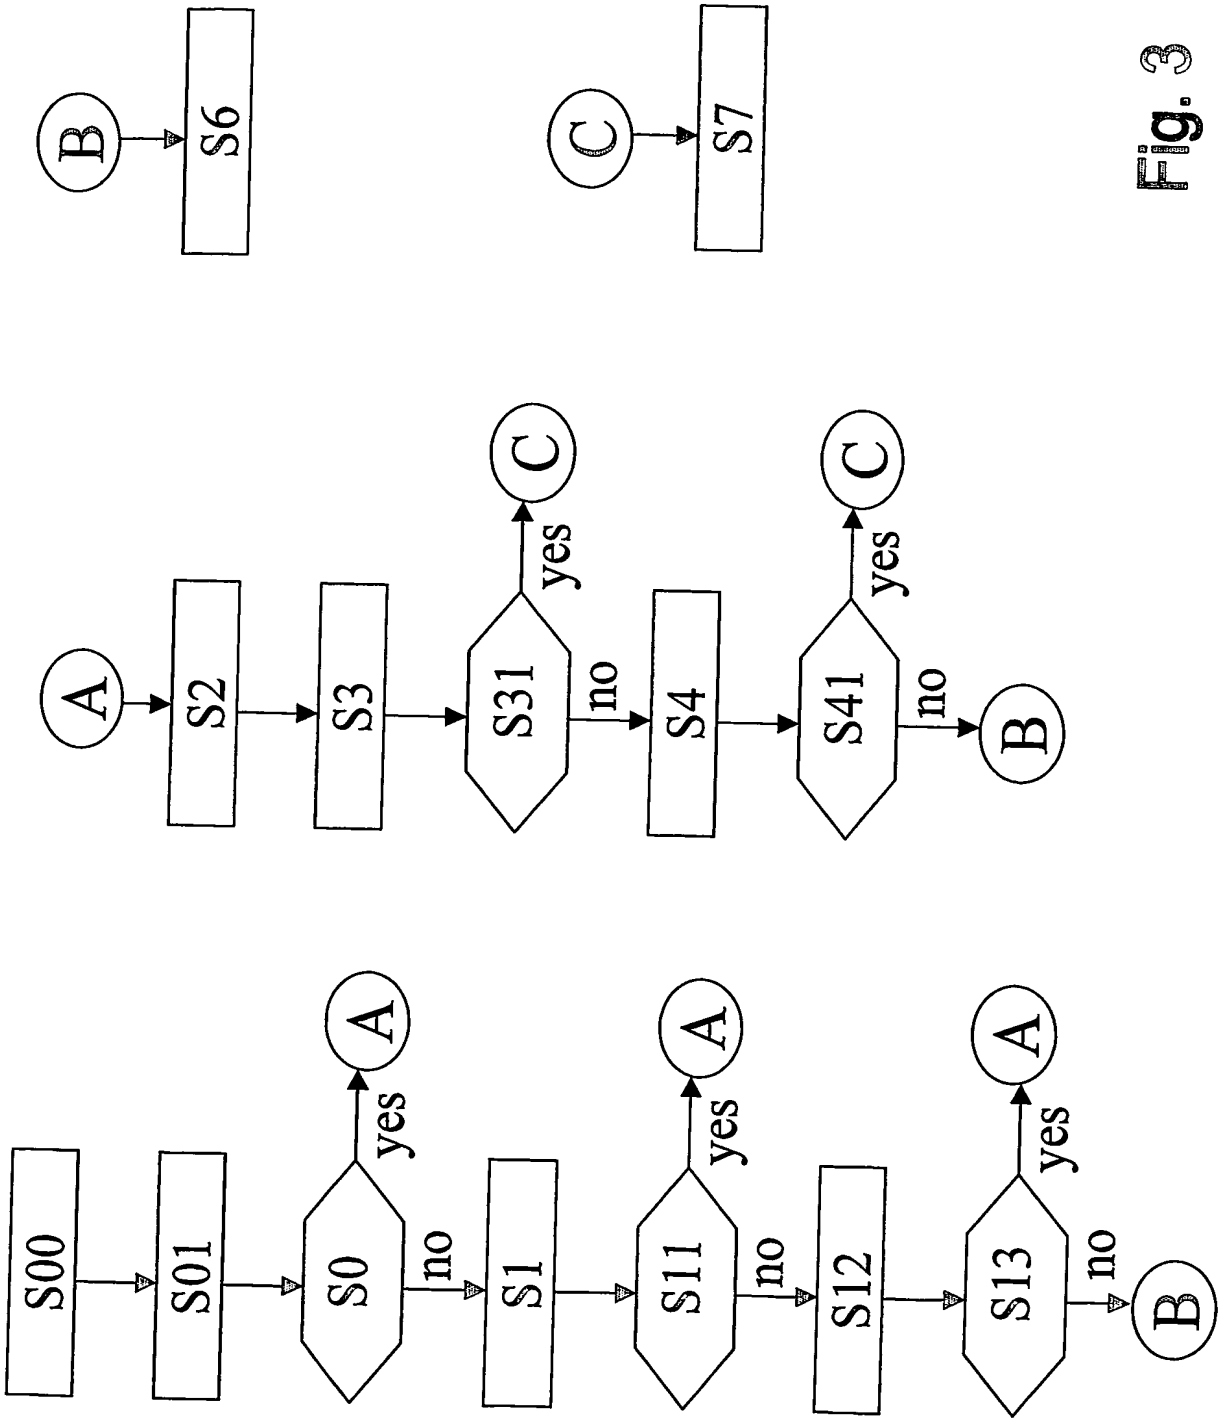 S00
S01
S0
yes
A
no
S1
S11
yes
A
no
S12
S13
yes
A
no
B
A
S2
S3
S31
yes
C
no
S4
S41
yes
C
no
B
B
S6
C
S7
Fig. 3